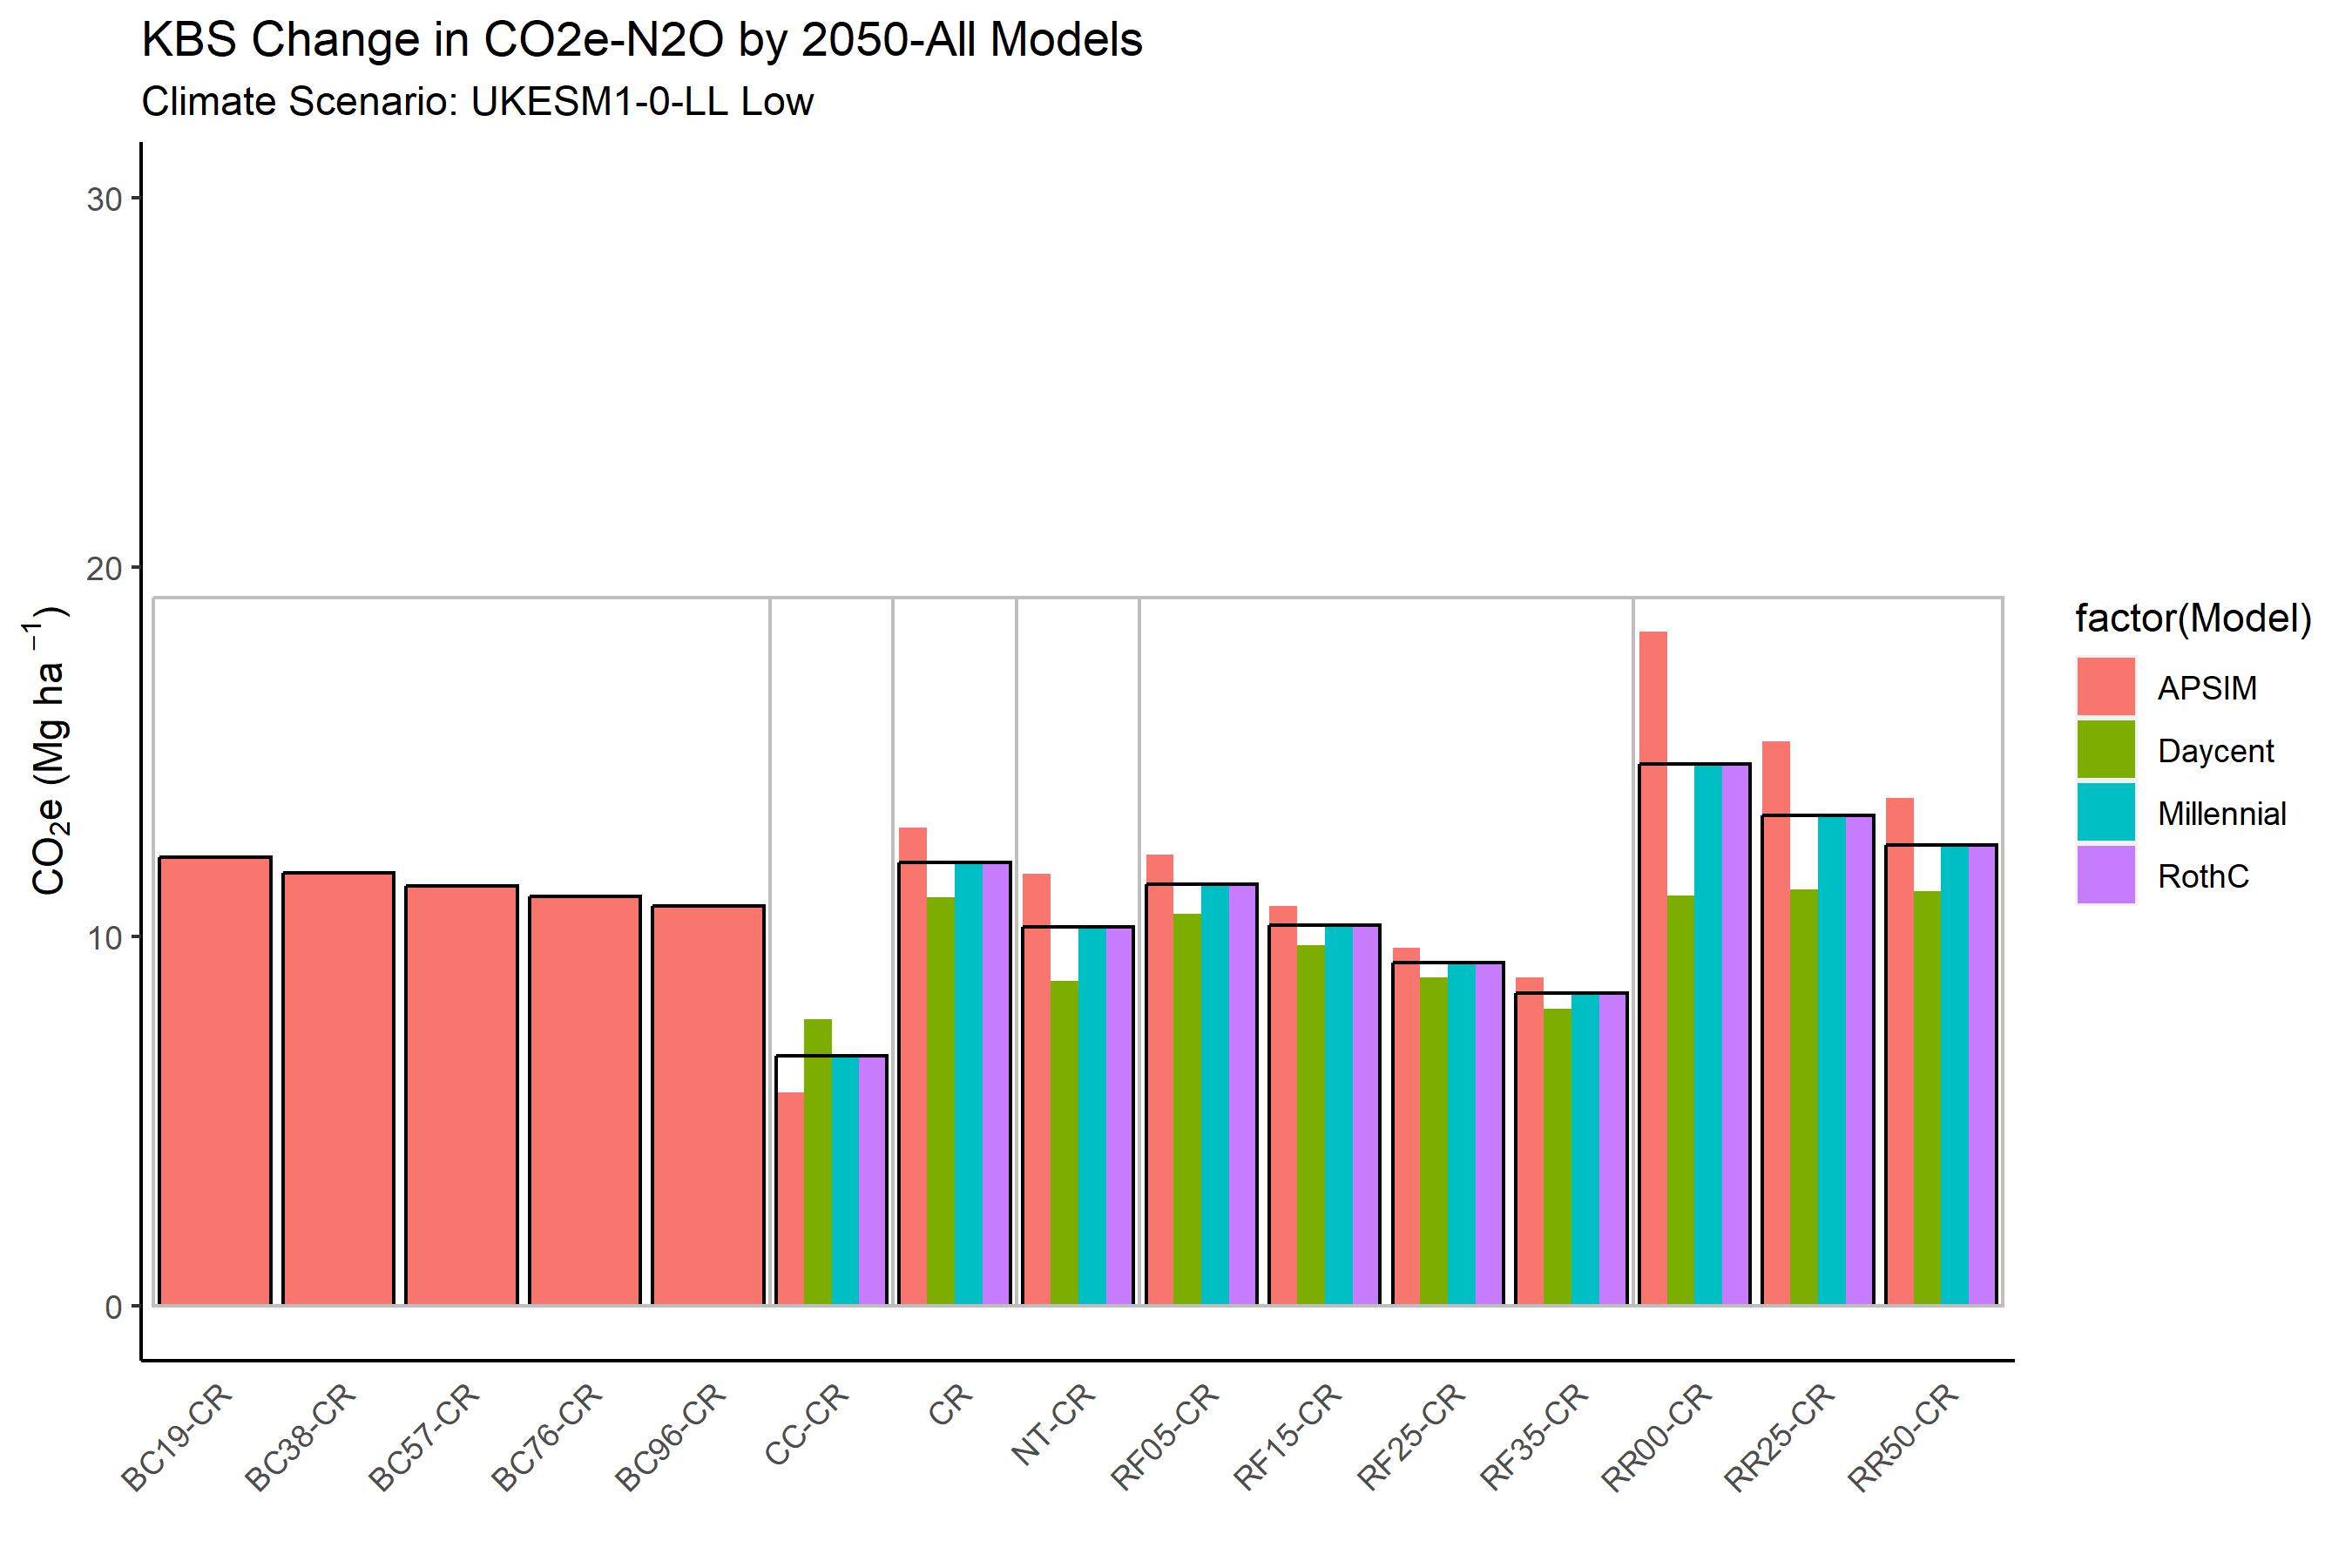 KBS Change in CO2e-N2O by 2050-All Models
Climate Scenario: UKESM1-0-LL Low
CO₂e (Mg ha ⁻¹)
30
20
10
0
BC19-CR
BC38-CR
BC57-CR
BC76-CR
BC96-CR
CC-CR
CR
NT-CR
RF05-CR
RF15-CR
RF25-CR
RF35-CR
RR00-CR
RR25-CR
RR50-CR
factor(Model)
APSIM
Daycent
Millennial
RothC